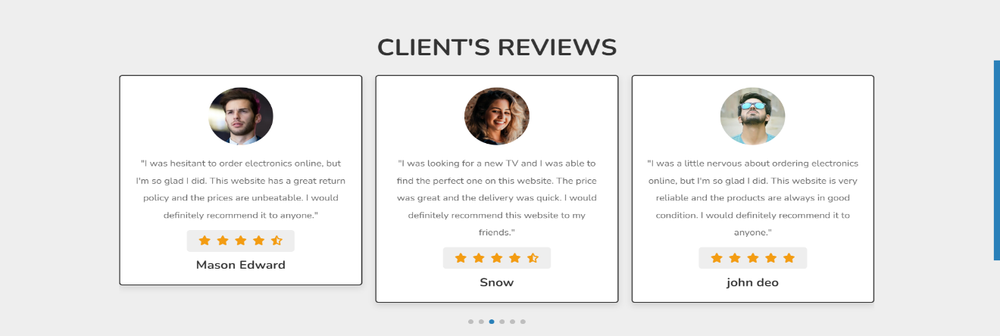 CLIENT'S REVIEWS
"I was hesitant to order electronics online, but
I'm so glad I did. This website has a great return
policy and the prices are unbeatable. I would
definitely recommend it to anyone."
Mason Edward
"I was looking for a new TV and I was able to
find the perfect one on this website. The price
was great and the delivery was quick. I would
definitely recommend this website to my
friends."
Snow
"I was a little nervous about ordering electronics
online, but I'm so glad I did. This website is very
reliable and the products are always in good
condition. I would definitely recommend it to
anyone."
john deo